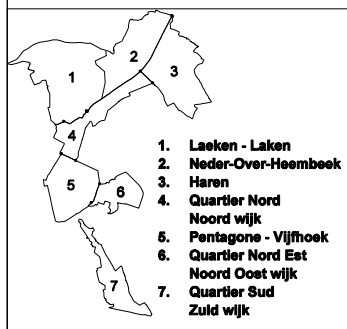 2
1
3
4
5
6
7
1. Laeken - Laken
2. Neder-Over-Heembeek
3. Haren
4. Quartier Nord
Noord wijk
5. Pentagone - Vijfhoek
6. Quartier Nord Est
Noord Oost wijk
7. Quartier Sud
Zuid wijk